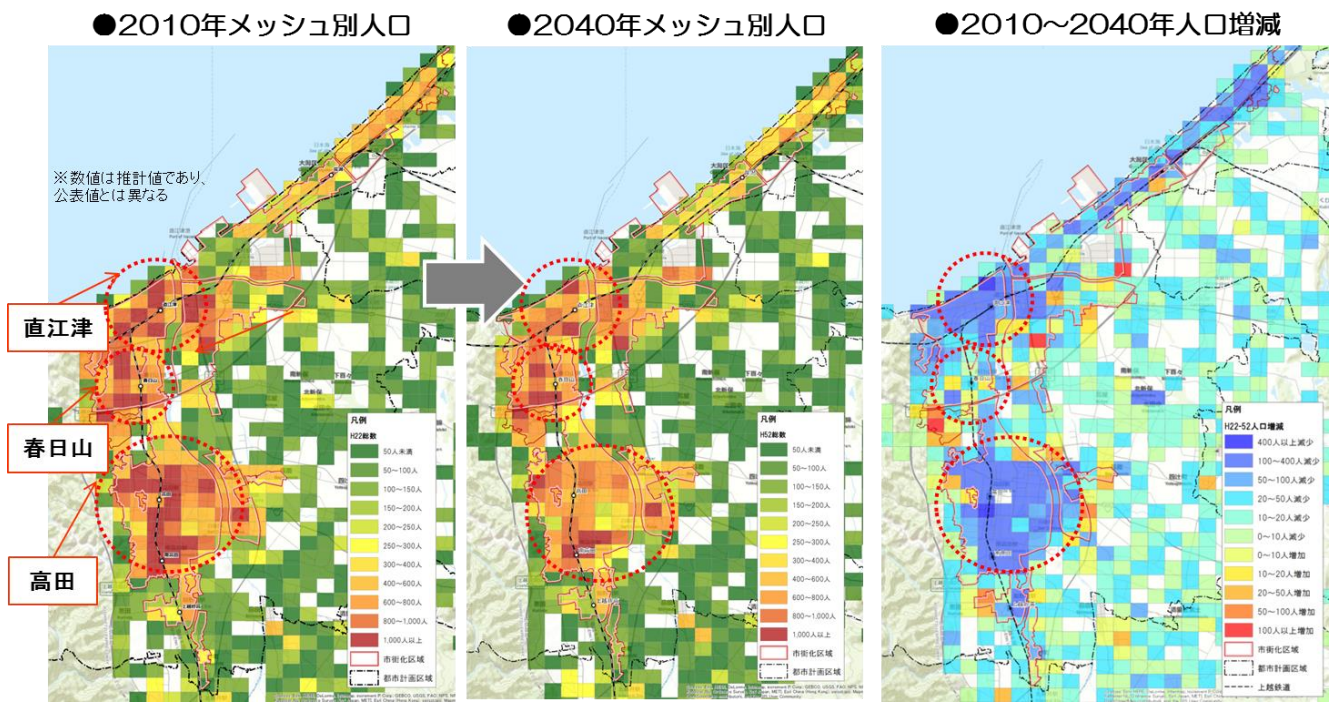 ●2010年メッシュ別人口
●2040年メッシュ別人口
●2010～2040年人口増減
※数値は推計値であり、
公表値とは異なる
直江津
春日山
高田
凡例
H22総数
50人未満
50～100人
100～150人
150～200人
200～250人
250～300人
300～400人
400～600人
600～800人
800～1,000人
1,000人以上
市街化区域
都市計画区域
凡例
H52総数
50人未満
50～100人
100～150人
150～200人
200～250人
250～300人
300～400人
400～600人
600～800人
800～1,000人
1,000人以上
市街化区域
都市計画区域
凡例
H22-52人口増減
400人以上減少
100～400人減少
50～100人減少
20～50人減少
10～20人減少
0～10人減少
0～10人増加
10～20人増加
20～50人増加
50～100人増加
100人以上増加
市街化区域
都市計画区域
上越鉄道